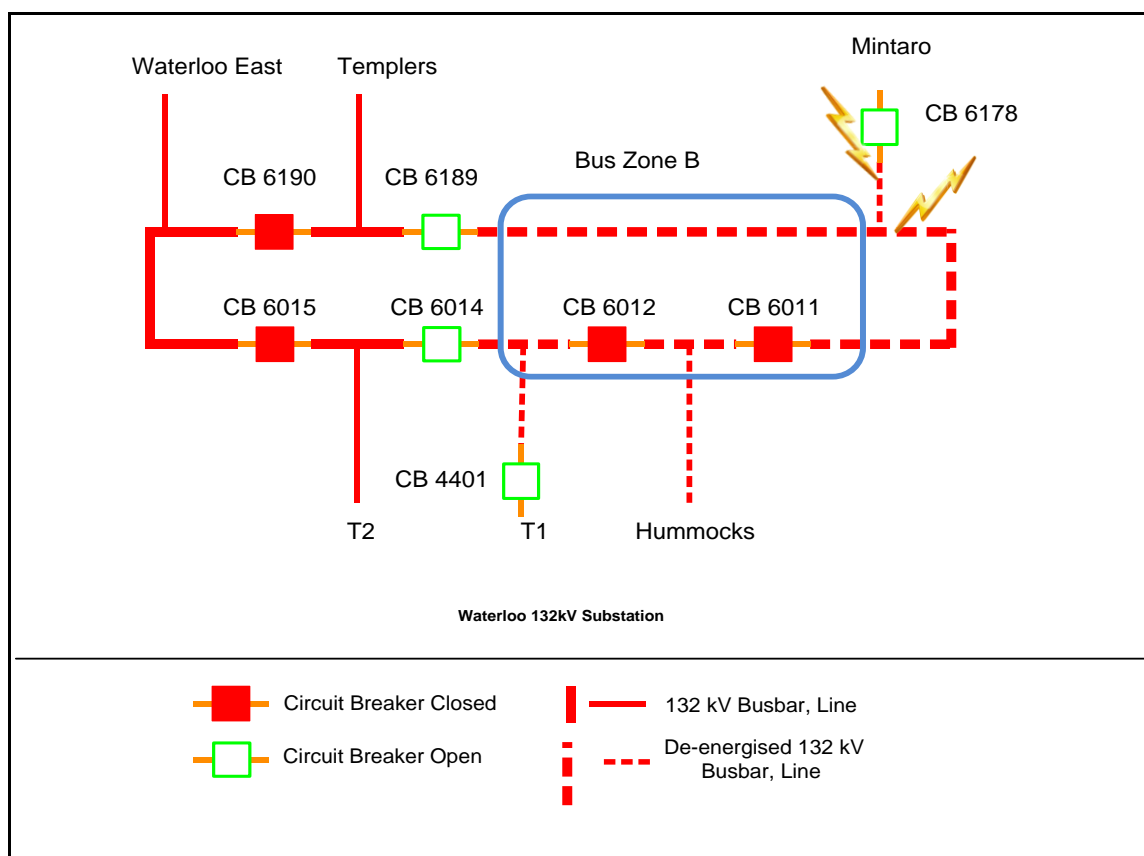 Mintaro
Waterloo East
Templers
CB 6178
Bus Zone B
CB 6190
CB 6189
CB 6015
CB 6014
CB 6012
CB 6011
CB 4401
T2
T1
Hummocks
Waterloo 132kV Substation
Circuit Breaker Closed
132 kV Busbar, Line
Circuit Breaker Open
De-energised 132 kV
Busbar, Line